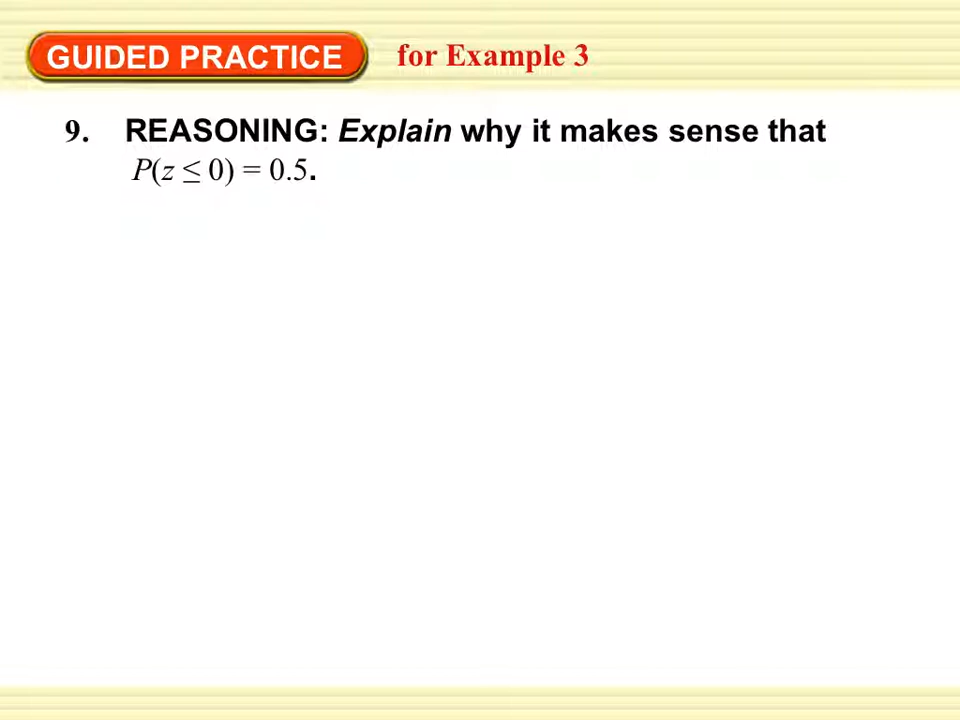 GUIDED PRACTICE for Example 3
9. REASONING: Explain why it makes sense that
P(z ≤ 0) = 0.5.